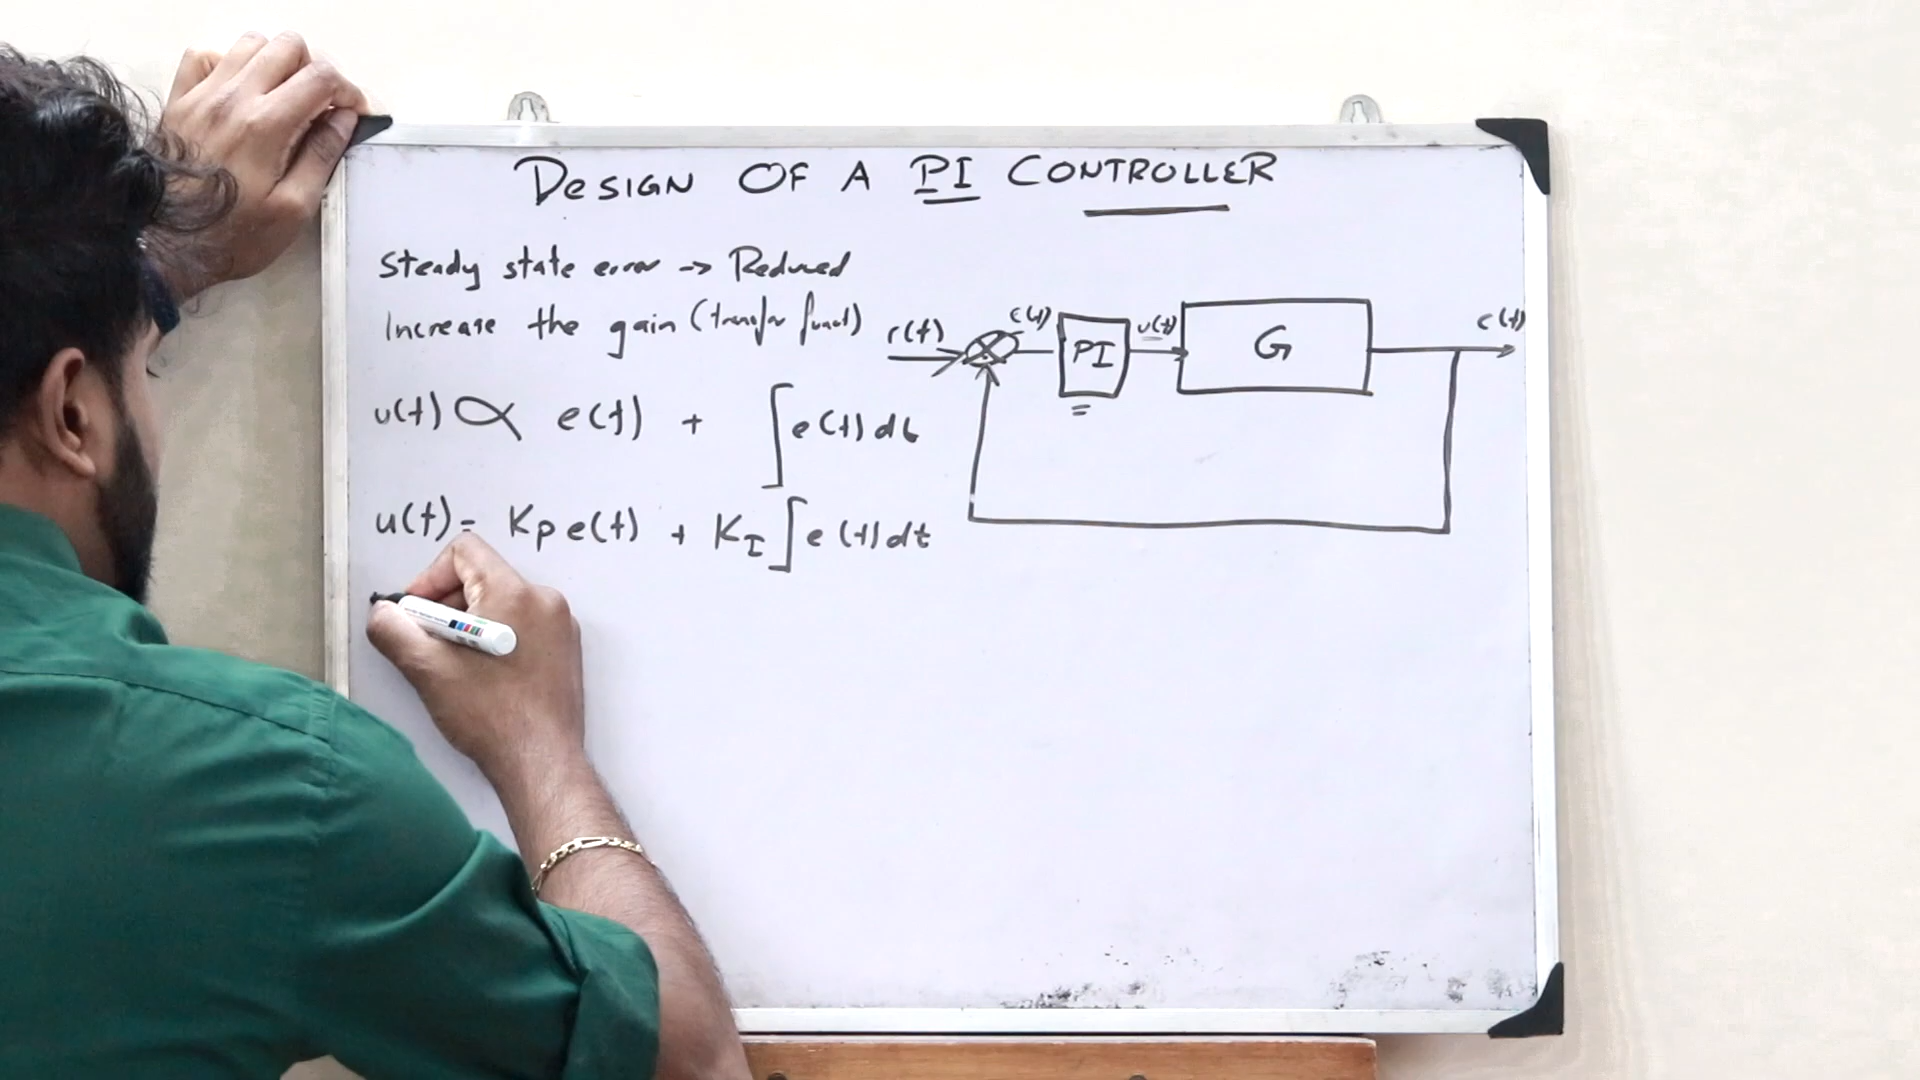 DESIGN OF A PI CONTROLLER
Steady state error → Reduced
Increase the gain (transfer funct)
u(t) ∝ e(t) + ∫e(t)dt
u(t) = KP e(t) + KI ∫e(t)dt
r(t)
e(t)
PI
u(t)
G
c(t)